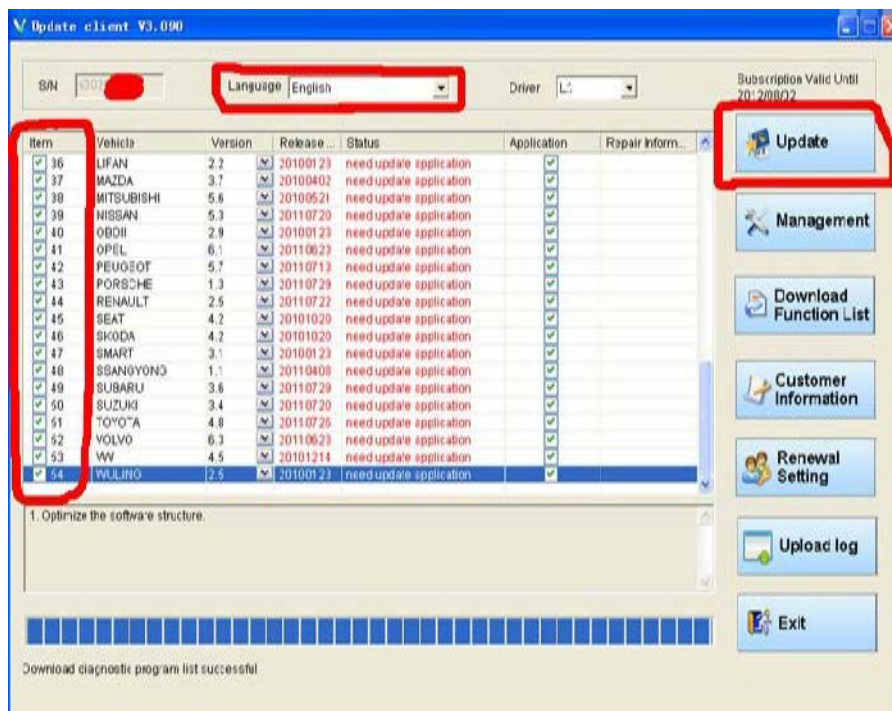 Update client V3.090
S/N
Language English Driver L:
Subscription Valid Until
Item Vehicle Version Release ... Status Application Repair Inform...
36 LIFAN 2.2 20100123 need update application
37 MAZDA 3.7 20100402 need update application
38 MITSUBISHI 5.6 20100521 need update application
39 NISSAN 5.3 20110720 need update application
40 OBDII 2.9 20100123 need update application
41 OPEL 6.1 20110623 need update application
42 PEUGEOT 5.7 20110713 need update application
43 PORSCHE 1.3 20110729 need update application
44 RENAULT 2.5 20110722 need update application
45 SEAT 4.2 20101020 need update application
46 SKODA 4.2 20101020 need update application
47 SMART 3.1 20100123 need update application
48 SSANGYONG 1.1 20110408 need update application
49 SUBARU 3.6 20110729 need update application
50 SUZUKI 3.4 20110720 need update application
51 TOYOTA 4.8 20110726 need update application
52 VOLVO 6.3 20110623 need update application
53 VW 4.5 20101214 need update application
54 WULING 2.5 20100123 need update application
1. Optimize the software structure.
Download diagnostic program list successful
Update
Management
Download
Function List
Customer
Information
Renewal
Setting
Upload log
Exit